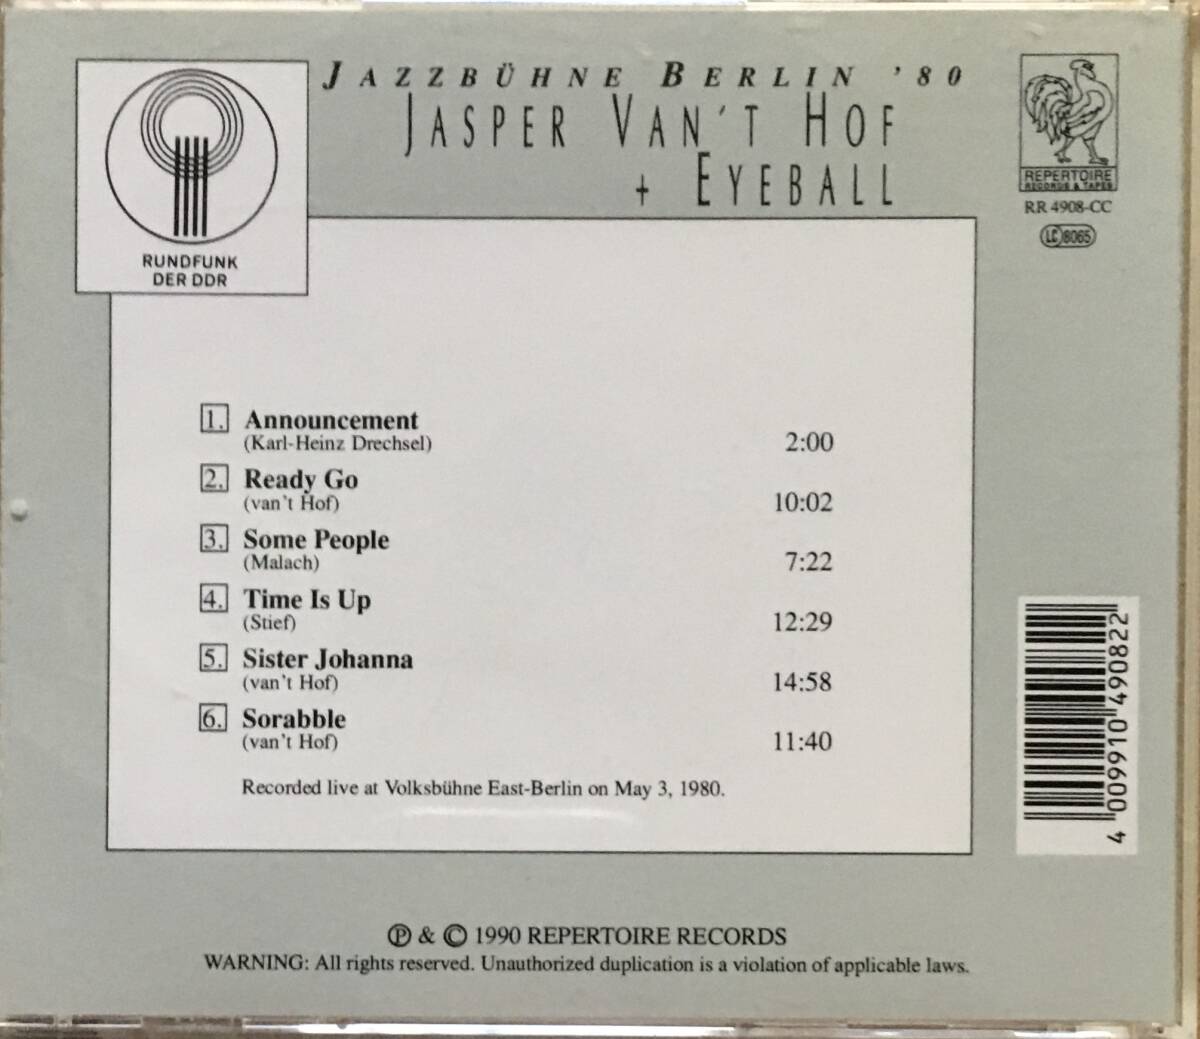 JAZZBÜHNE BERLIN '80
JASPER VAN'T HOF
+ EYEBALL
RUNDFUNK
DER DDR
REPERTOIRE
RECORDS & TAPES
RR 4908-CC
LC 8065
1. Announcement
(Karl-Heinz Drechsel)
2:00
2. Ready Go
(van't Hof)
10:02
3. Some People
(Malach)
7:22
4. Time Is Up
(Stief)
12:29
5. Sister Johanna
(van't Hof)
14:58
6. Sorabble
(van't Hof)
11:40
Recorded live at Volksbühne East-Berlin on May 3, 1980.
4 009910 490822
℗ & © 1990 REPERTOIRE RECORDS
WARNING: All rights reserved. Unauthorized duplication is a violation of applicable laws.